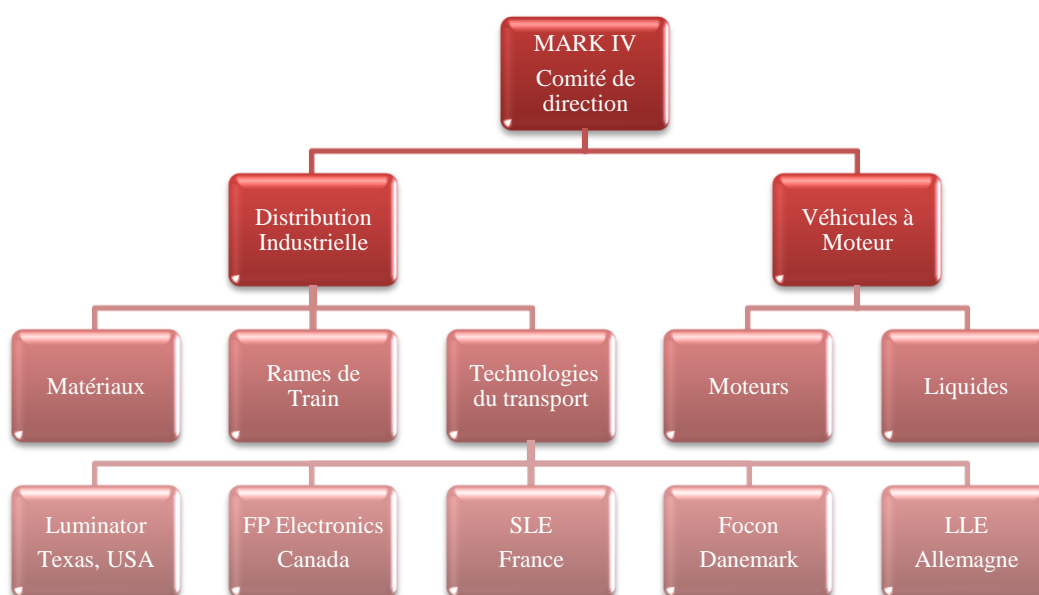 MARK IV
Comité de
direction
Distribution
Industrielle
Véhicules à
Moteur
Matériaux
Rames de
Train
Technologies
du transport
Moteurs
Liquides
Luminator
Texas, USA
FP Electronics
Canada
SLE
France
Focon
Danemark
LLE
Allemagne